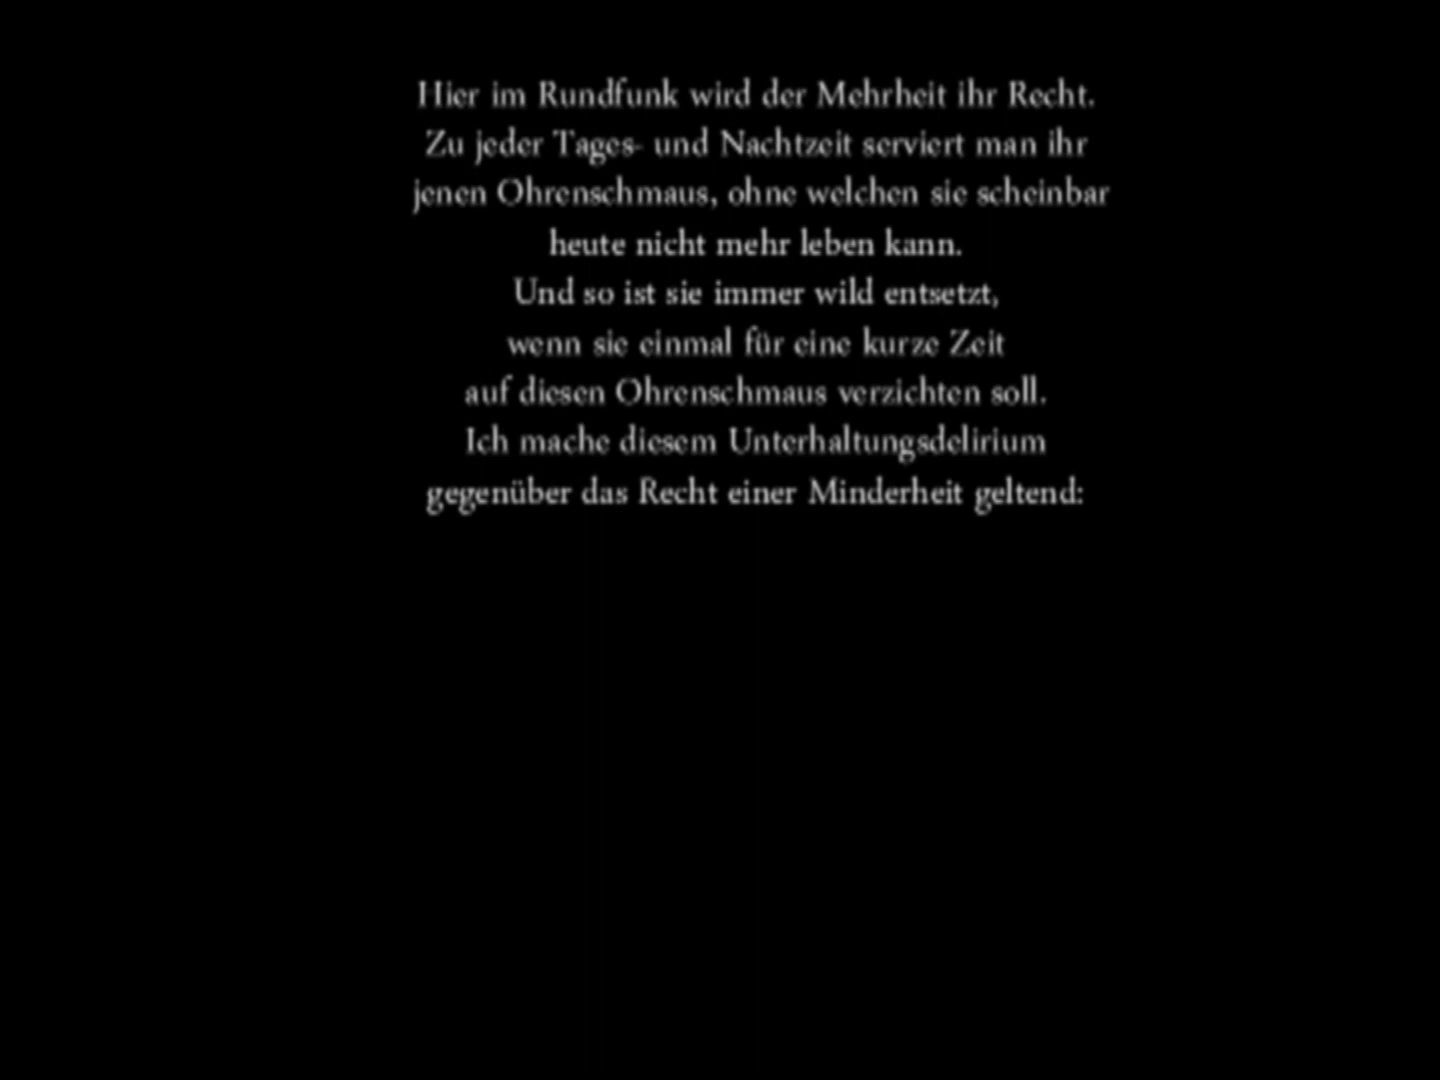 Hier im Rundfunk wird der Mehrheit ihr Recht.
Zu jeder Tages- und Nachtzeit serviert man ihr
jenen Ohrenschmaus, ohne welchen sie scheinbar
heute nicht mehr leben kann.
Und so ist sie immer wild entsetzt,
wenn sie einmal für eine kurze Zeit
auf diesen Ohrenschmaus verzichten soll.
Ich mache diesem Unterhaltungsdelirium
gegenüber das Recht einer Minderheit geltend: